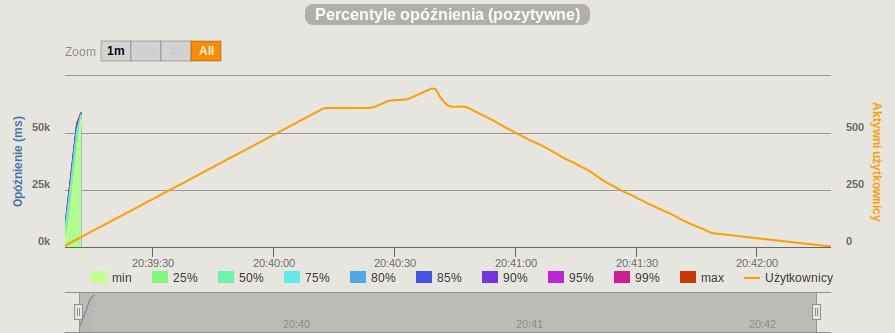 Percentyle opóźnienia (pozytywne)
Zoom 1m 10m 1h All
Opóźnienie (ms)
50k
25k
0k
500
250
0
Aktywni użytkownicy
20:39:30 20:40:00 20:40:30 20:41:00 20:41:30 20:42:00
min 25% 50% 75% 80% 85% 90% 95% 99% max Użytkownicy
20:40 20:41 20:42